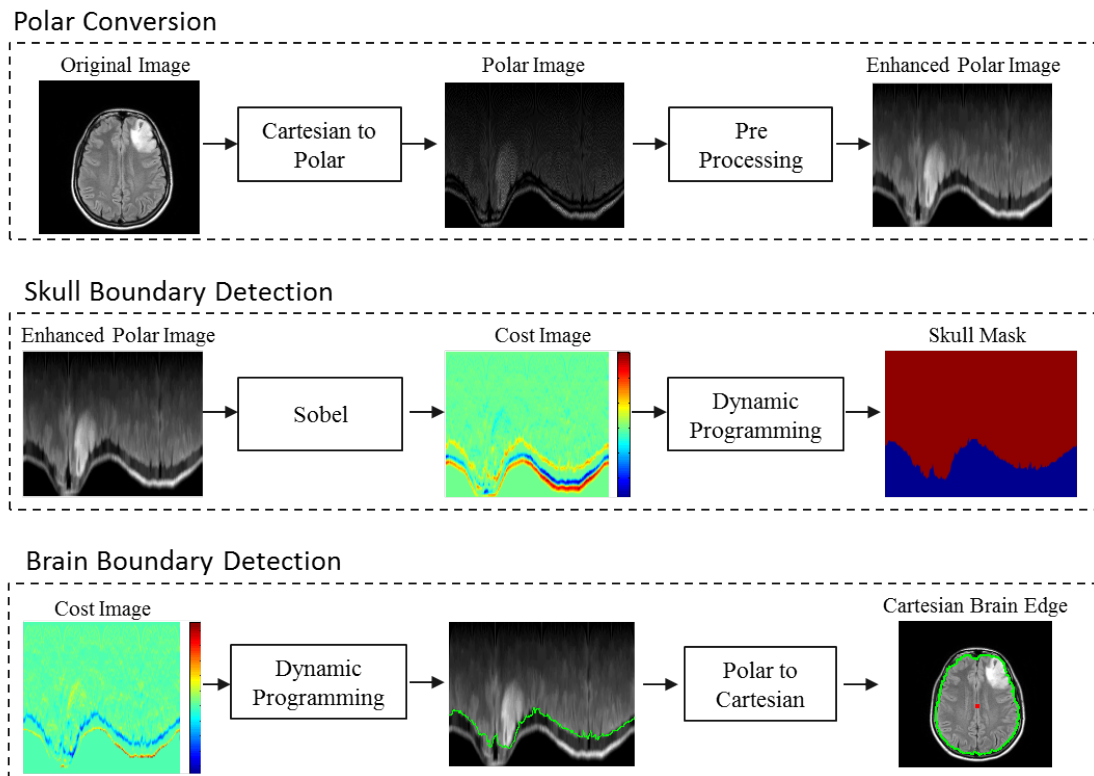 Polar Conversion
Original Image
Polar Image
Enhanced Polar Image
Cartesian to
Polar
Pre
Processing
Skull Boundary Detection
Enhanced Polar Image
Cost Image
Skull Mask
Sobel
Dynamic
Programming
Brain Boundary Detection
Cost Image
Cartesian Brain Edge
Dynamic
Programming
Polar to
Cartesian